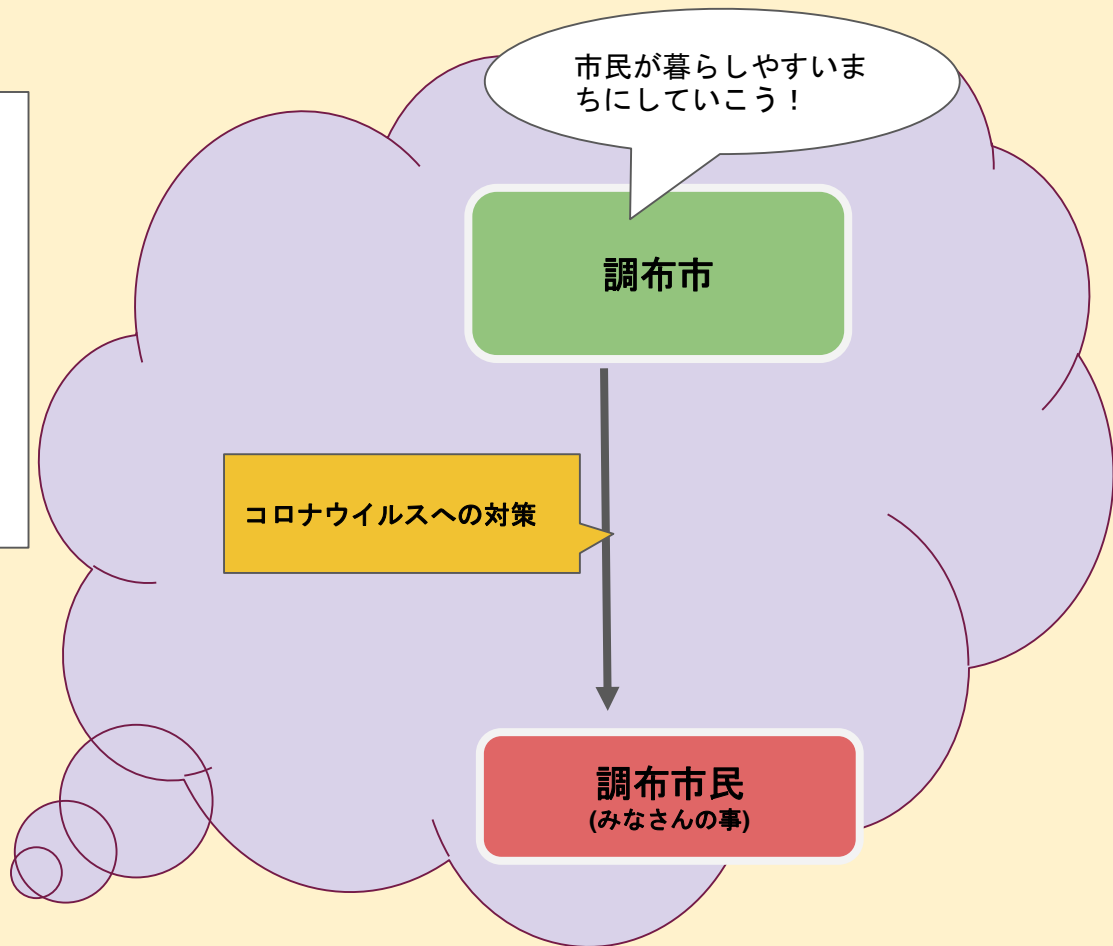 市民が暮らしやすいま
ちにしていこう！
調布市
コロナウイルスへの対策
調布市民
(みなさんの事)